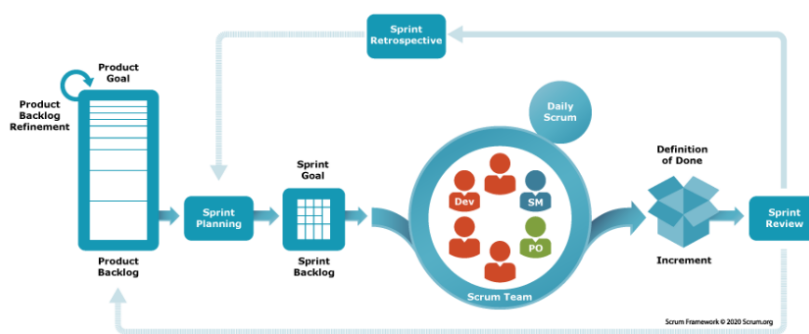 Sprint
Retrospective
Product
Goal
Product
Backlog
Refinement
Daily
Scrum
Sprint
Goal
Definition
of Done
Dev
SM
Sprint
Planning
Sprint
Review
PO
Product Backlog
Sprint
Backlog
Scrum Team
Increment
Scrum Framework © 2020 Scrum.org